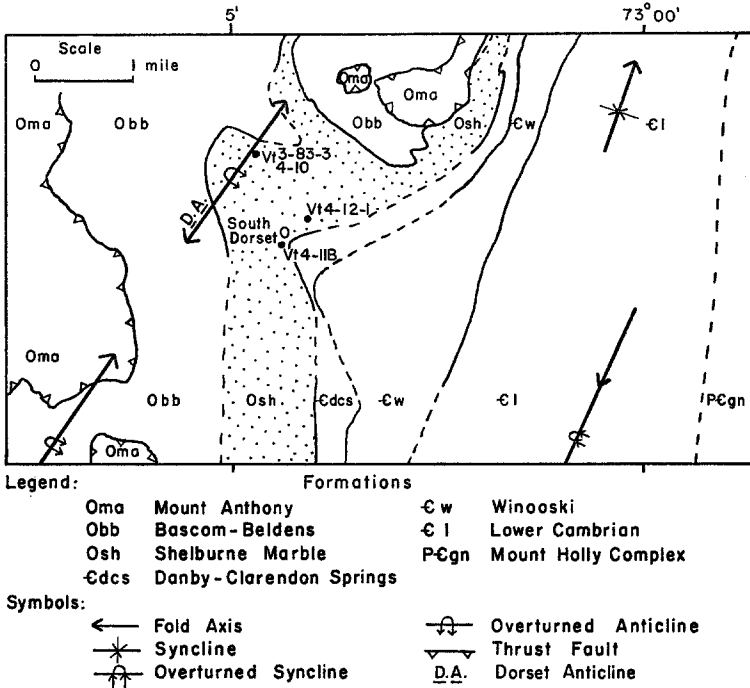 5' 73°00'
Scale
0 1 mile
Oma
Oma Obb Oma Єl
Obb Osh Єw
Vt3-83-3
4-10
D.A. Vt4-12-1
South
Dorset
Vt4-11B
Oma
Obb Osh Єdcs Єw Єl PЄgn
Oma
Legend: Formations
Oma Mount Anthony Єw Winooski
Obb Bascom-Beldens Єl Lower Cambrian
Osh Shelburne Marble PЄgn Mount Holly Complex
Єdcs Danby-Clarendon Springs
Symbols:
Fold Axis Overturned Anticline
Syncline Thrust Fault
Overturned Syncline D.A. Dorset Anticline